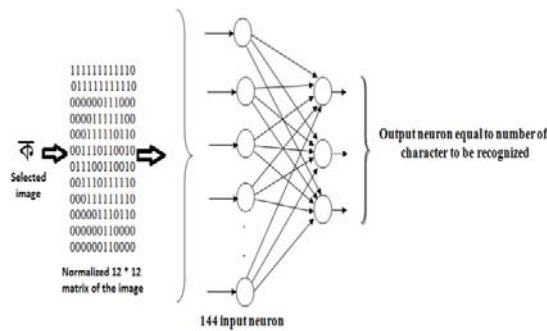 111111111110
011111111110
000000111000
000011111100
000111110110
001110110010
011100110010
001110111110
000111111110
000001110110
000000110000
000000110000
ক
Selected
image
Normalized 12 * 12
matrix of the image
144 input neuron
Output neuron equal to number of
character to be recognized